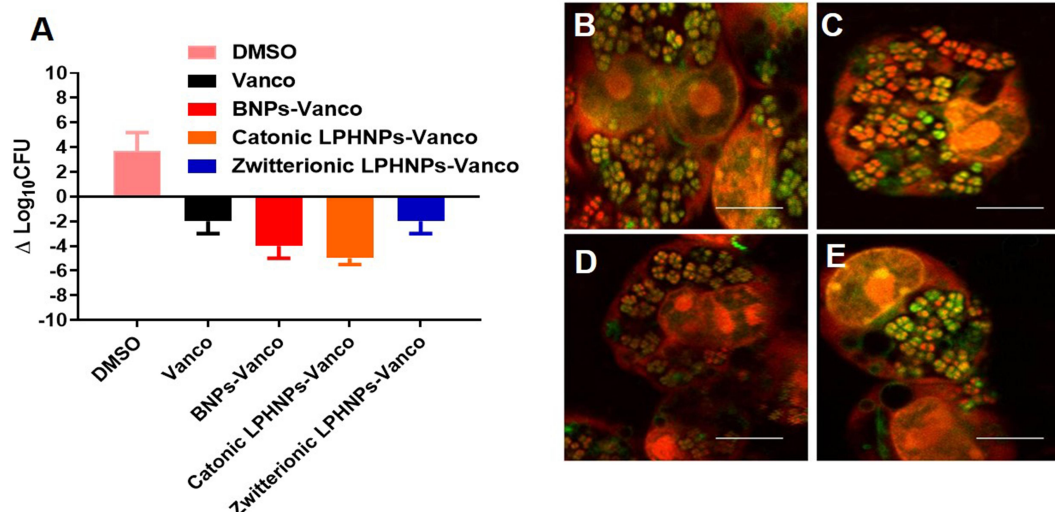 A
DMSO
Vanco
BNPs-Vanco
Catonic LPHNPs-Vanco
Zwitterionic LPHNPs-Vanco
Δ Log10CFU
10
8
6
4
2
0
-2
-4
-6
-8
-10
DMSO
Vanco
BNPs-Vanco
Catonic LPHNPs-Vanco
Zwitterionic LPHNPs-Vanco
B
C
D
E